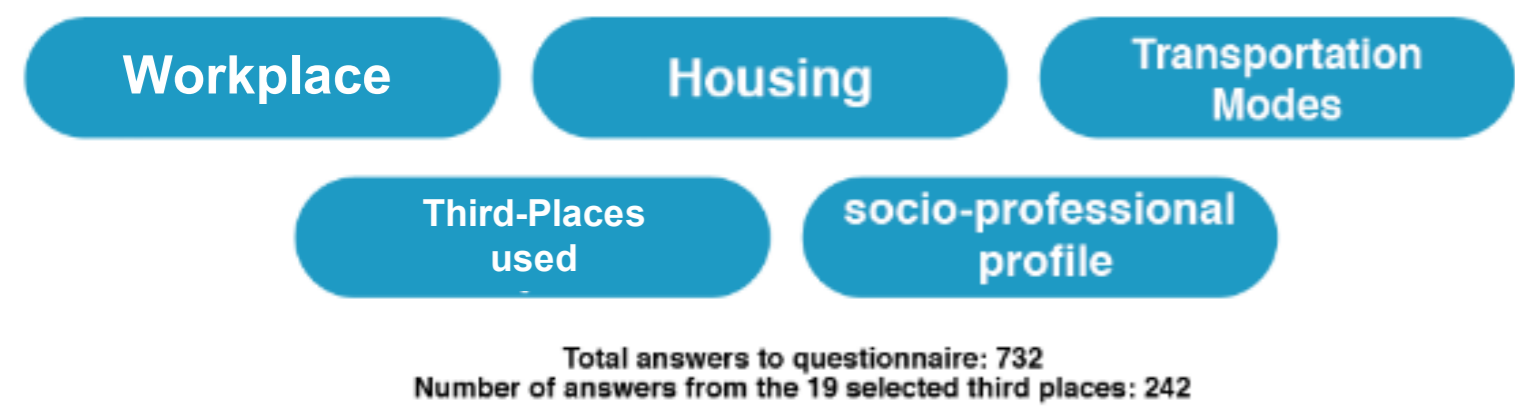 Workplace
Housing
Transportation
Modes
Third-Places
used
socio-professional
profile
Total answers to questionnaire: 732
Number of answers from the 19 selected third places: 242